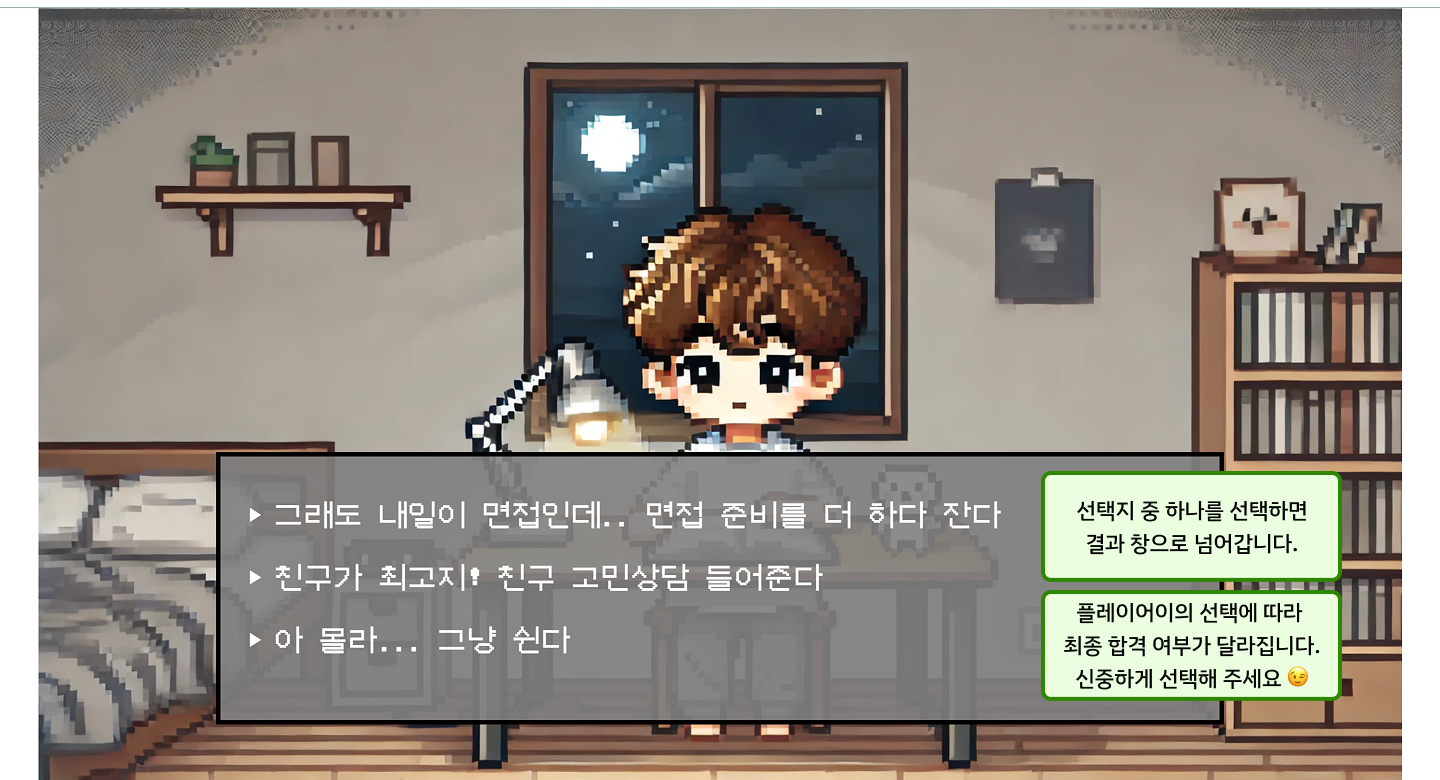 ▶ 그래도 내일이 면접인데.. 면접 준비를 더 하다 잔다
▶ 친구가 최고지! 친구 고민상담 들어준다
▶ 아 몰라... 그냥 쉰다
선택지 중 하나를 선택하면
결과 창으로 넘어갑니다.
플레이어이의 선택에 따라
최종 합격 여부가 달라집니다.
신중하게 선택해 주세요 😉